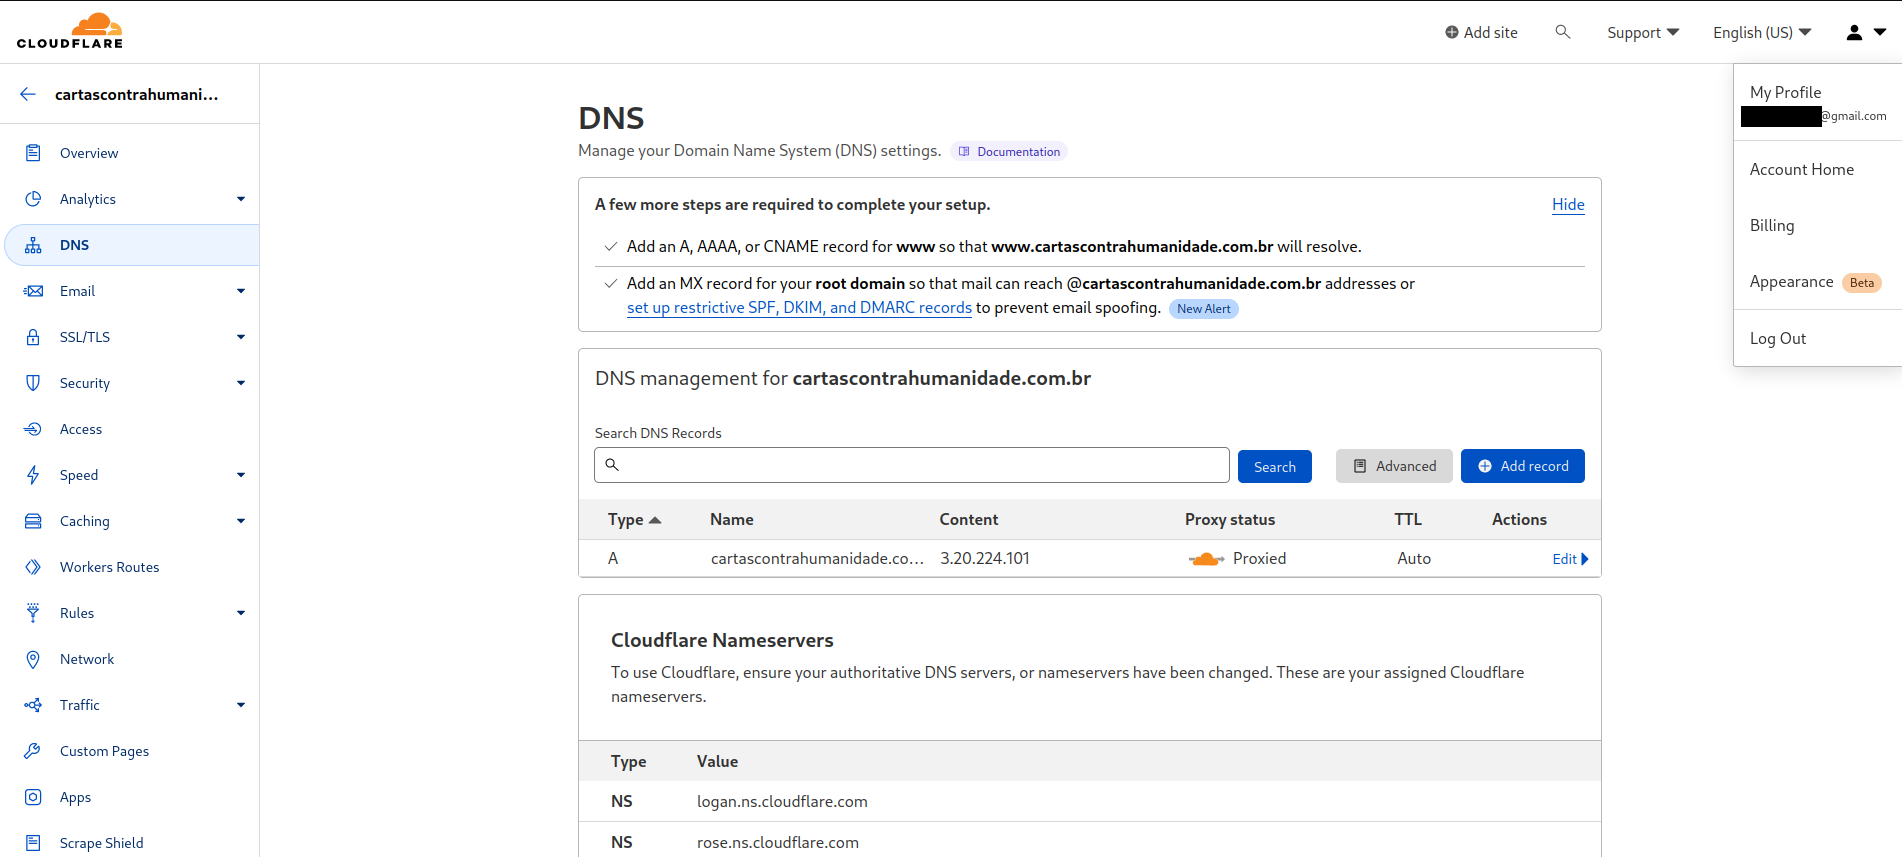 CLOUDFLARE
Add site
Support
English (US)
cartascontrahumani...
Overview
Analytics
DNS
Email
SSL/TLS
Security
Access
Speed
Caching
Workers Routes
Rules
Network
Traffic
Custom Pages
Apps
Scrape Shield
DNS
Manage your Domain Name System (DNS) settings. Documentation
A few more steps are required to complete your setup. Hide
Add an A, AAAA, or CNAME record for www so that www.cartascontrahumanidade.com.br will resolve.
Add an MX record for your root domain so that mail can reach @cartascontrahumanidade.com.br addresses or
set up restrictive SPF, DKIM, and DMARC records to prevent email spoofing. New Alert
DNS management for cartascontrahumanidade.com.br
Search DNS Records
Search Advanced Add record
Type Name Content Proxy status TTL Actions
A cartascontrahumanidade.co... 3.20.224.101 Proxied Auto Edit
Cloudflare Nameservers
To use Cloudflare, ensure your authoritative DNS servers, or nameservers have been changed. These are your assigned Cloudflare
nameservers.
Type Value
NS logan.ns.cloudflare.com
NS rose.ns.cloudflare.com
My Profile
@gmail.com
Account Home
Billing
Appearance Beta
Log Out